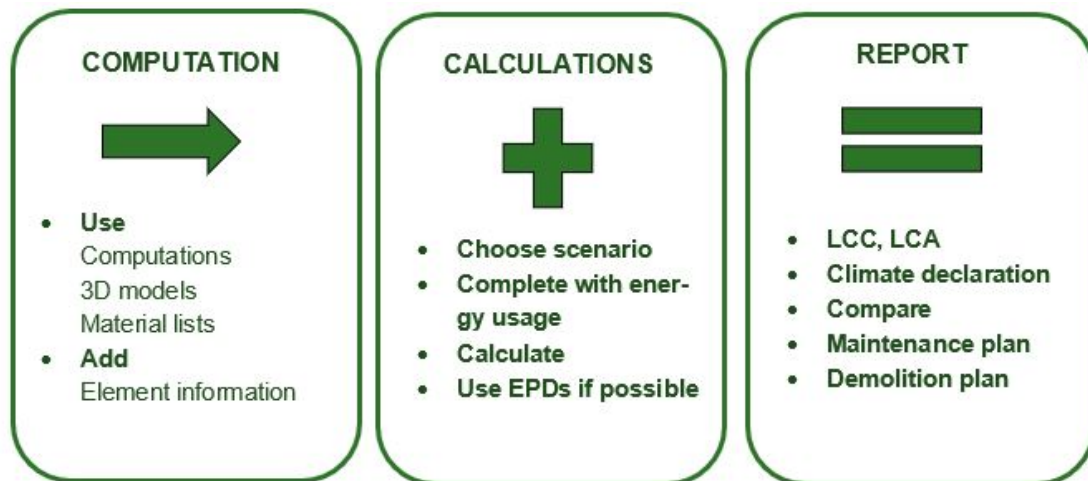 COMPUTATION
• Use
Computations
3D models
Material lists
• Add
Element information
CALCULATIONS
• Choose scenario
• Complete with ener-
gy usage
• Calculate
• Use EPDs if possible
REPORT
• LCC, LCA
• Climate declaration
• Compare
• Maintenance plan
• Demolition plan